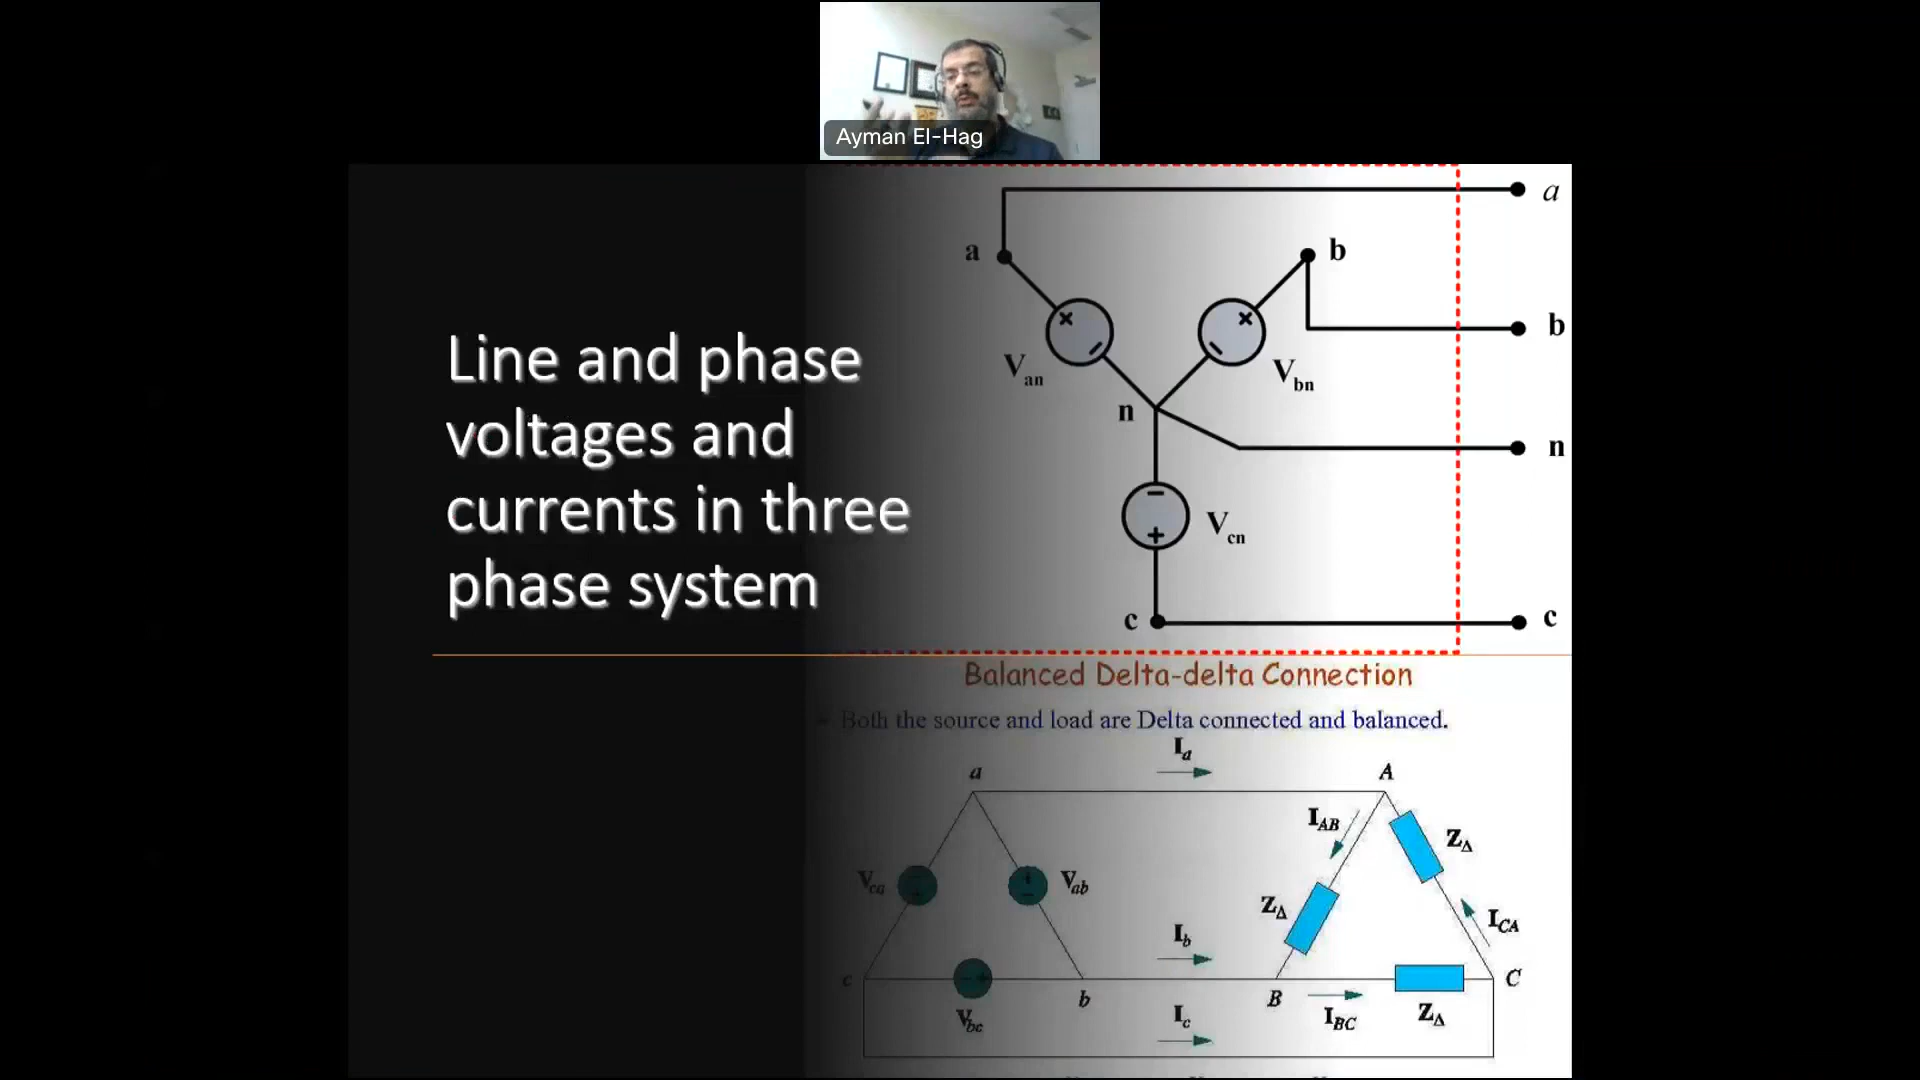 Ayman El-Hag
Line and phase
voltages and
currents in three
phase system
a
a
b
b
V an
V bn
n
n
V cn
c
c
Balanced Delta-delta Connection
Both the source and load are Delta connected and balanced.
I a
a
A
I AB
Z Δ
V ca
V ab
Z Δ
I CA
I b
c
b
B
C
V bc
I c
I BC
Z Δ